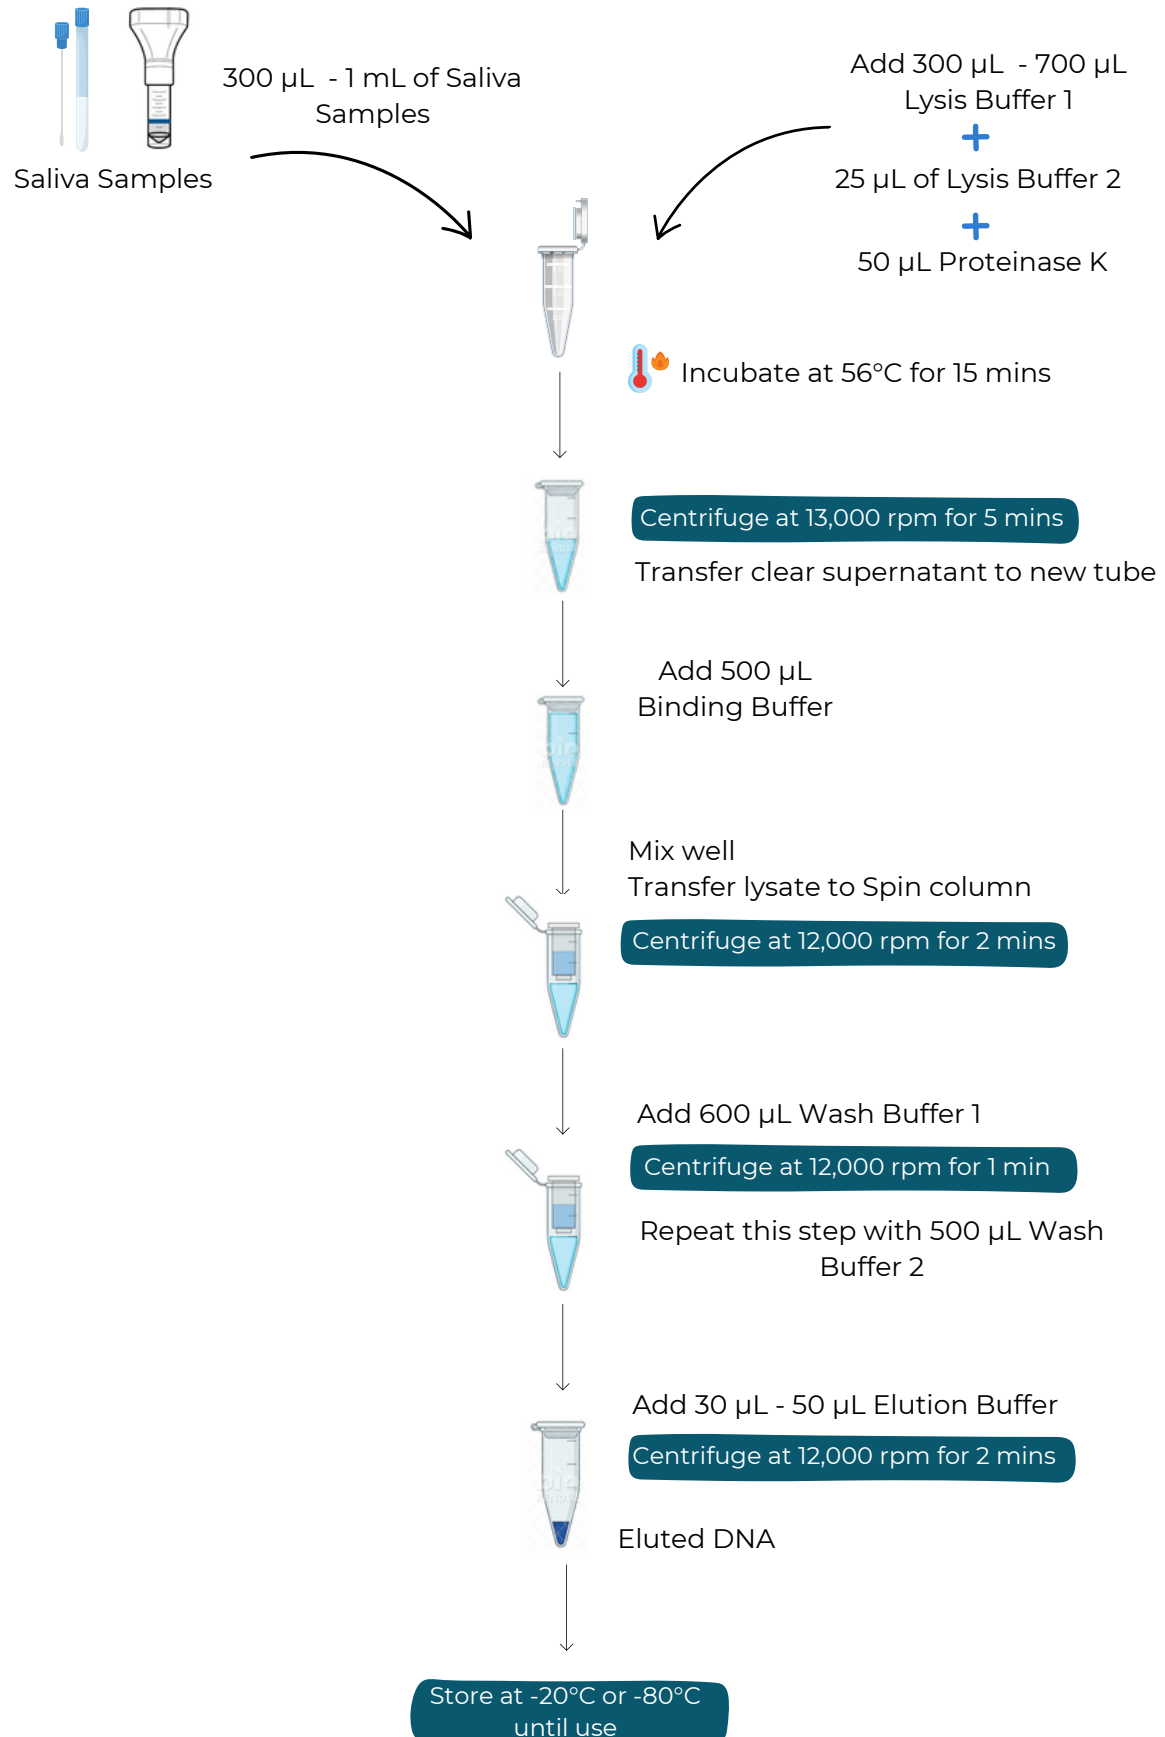 300 µL - 1 mL of Saliva
Samples
Saliva Samples
Add 300 µL - 700 µL
Lysis Buffer 1
+
25 µL of Lysis Buffer 2
+
50 µL Proteinase K
Incubate at 56°C for 15 mins
Centrifuge at 13,000 rpm for 5 mins
Transfer clear supernatant to new tube
Add 500 µL
Binding Buffer
Mix well
Transfer lysate to Spin column
Centrifuge at 12,000 rpm for 2 mins
Add 600 µL Wash Buffer 1
Centrifuge at 12,000 rpm for 1 min
Repeat this step with 500 µL Wash
Buffer 2
Add 30 µL - 50 µL Elution Buffer
Centrifuge at 12,000 rpm for 2 mins
Eluted DNA
Store at -20°C or -80°C
until use